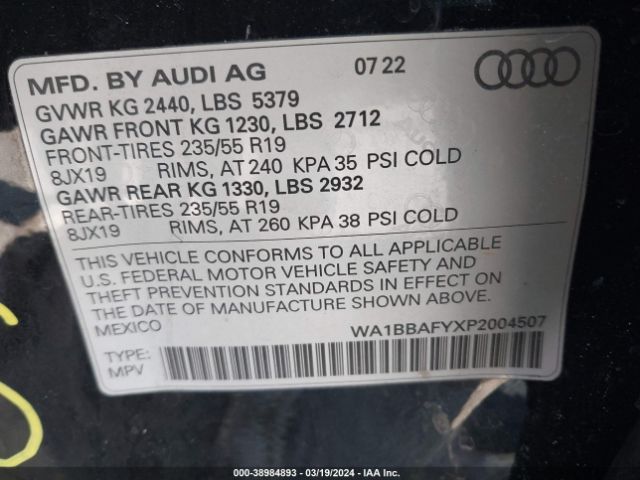 MFD. BY AUDI AG 07 22
GVWR KG 2440, LBS 5379
GAWR FRONT KG 1230, LBS 2712
FRONT-TIRES 235/55 R19
8JX19 RIMS, AT 240 KPA 35 PSI COLD
GAWR REAR KG 1330, LBS 2932
REAR-TIRES 235/55 R19
8JX19 RIMS, AT 260 KPA 38 PSI COLD
THIS VEHICLE CONFORMS TO ALL APPLICABLE
U.S. FEDERAL MOTOR VEHICLE SAFETY AND
THEFT PREVENTION STANDARDS IN EFFECT ON
THE DATE OF MANUFACTURE SHOWN ABOVE.
MEXICO WA1BBAFYXP2004507
TYPE:
MPV
000-38984893 — 03/19/2024 — IAA Inc.